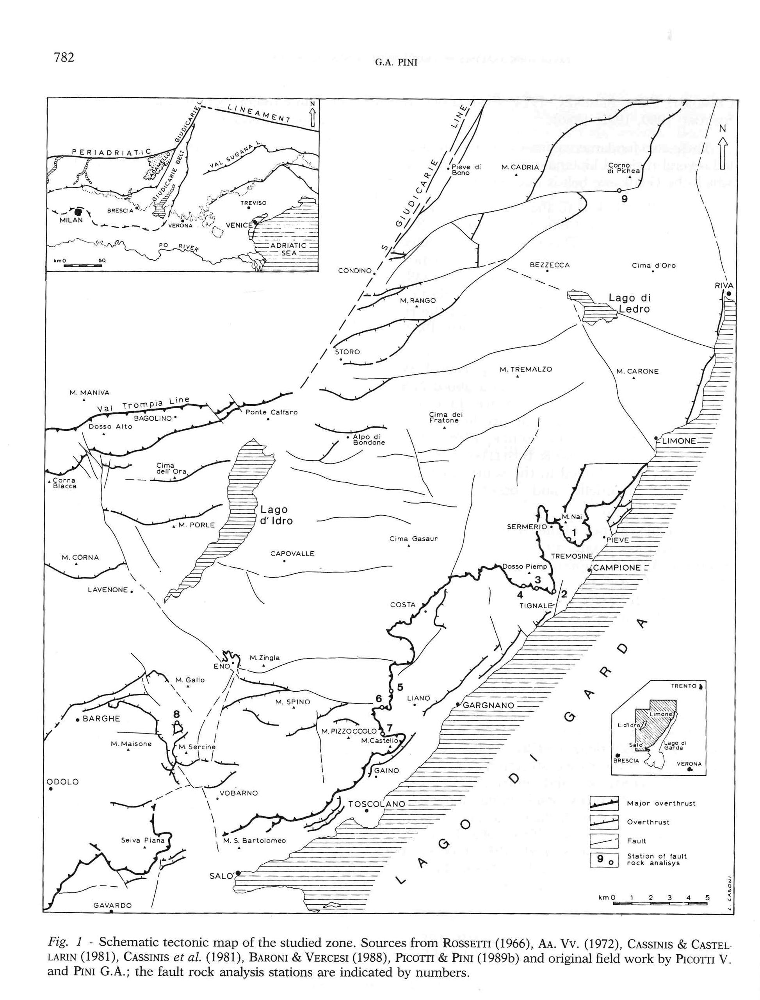 782
G.A. PINI
N
LINEAMENT
GIUDICARIE L.
PERIADRIATIC
VAL SUGANA L.
ADAMELLO
GIUDICARIE BELT
TREVISO
BRESCIA
MILAN
VERONA
VENICE
PO RIVER
ADRIATIC
SEA
km 0 50
S GIUDICARIE LINE
N
Pieve di
Bono
M. CADRIA
Corno
di Pichea
9
CONDINO
BEZZECCA
Cima d'Oro
RIVA
M. RANGO
Lago di
Ledro
STORO
M. TREMALZO
M. CARONE
M. MANIVA
Val Trompia Line
BAGOLINO
Ponte Caffaro
Dosso Alto
Cima del
Fratone
Alpo di
Bondone
LIMONE
Cima
dell' Ora
Corna
Blacca
Lago
d' Idro
M. PORLE
M. Nai
SERMERIO
1
PIEVE
Cima Gasaur
M. CORNA
CAPOVALLE
TREMOSINE
Dosso Piemp
CAMPIONE
3
LAVENONE
4
2
TIGNALE
COSTA
ENO
M. Zingla
M. Gallo
5
6
LIANO
M. SPINO
GARGNANO
BARGHE
8
M. PIZZOCCOLO
7
M. Castello
M. Maisone
M. Sercine
GAINO
ODOLO
VOBARNO
TOSCOLANO
Selva Piana
M. S. Bartolomeo
SALO'
GAVARDO
LAGO DI GARDA
TRENTO
Limone
L. d'Idro
Salo'
Lago di
Garda
BRESCIA
VERONA
Major overthrust
Overthrust
Fault
9 Station of fault
rock analisys
km 0 1 2 3 4 5
L. CASONI
Fig. 1 - Schematic tectonic map of the studied zone. Sources from ROSSETTI (1966), AA. VV. (1972), CASSINIS & CASTEL-
LARIN (1981), CASSINIS et al. (1981), BARONI & VERCESI (1988), PICOTTI & PINI (1989b) and original field work by PICOTTI V.
and PINI G.A.; the fault rock analysis stations are indicated by numbers.